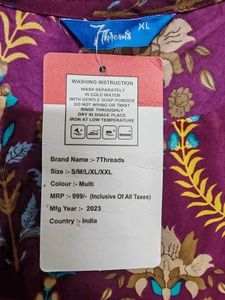 7Threads
XL
WASHING INSTRUCTION
HASH SEPARATELY
IN COLD WATER
WITH GENTLE SOAP POWDER
DO NOT WRING OR TWIST
RINSE THROUGHLY
DRY IN SHADE PLACE
IRON AT LOW TEMPERATURE
Brand Name :- 7Threads
Size :- S/M/L/XL/XXL
Colour :- Multi
MRP :- 999/- (Inclusive Of All Taxes)
Mfg Year :- 2023
Country :- India